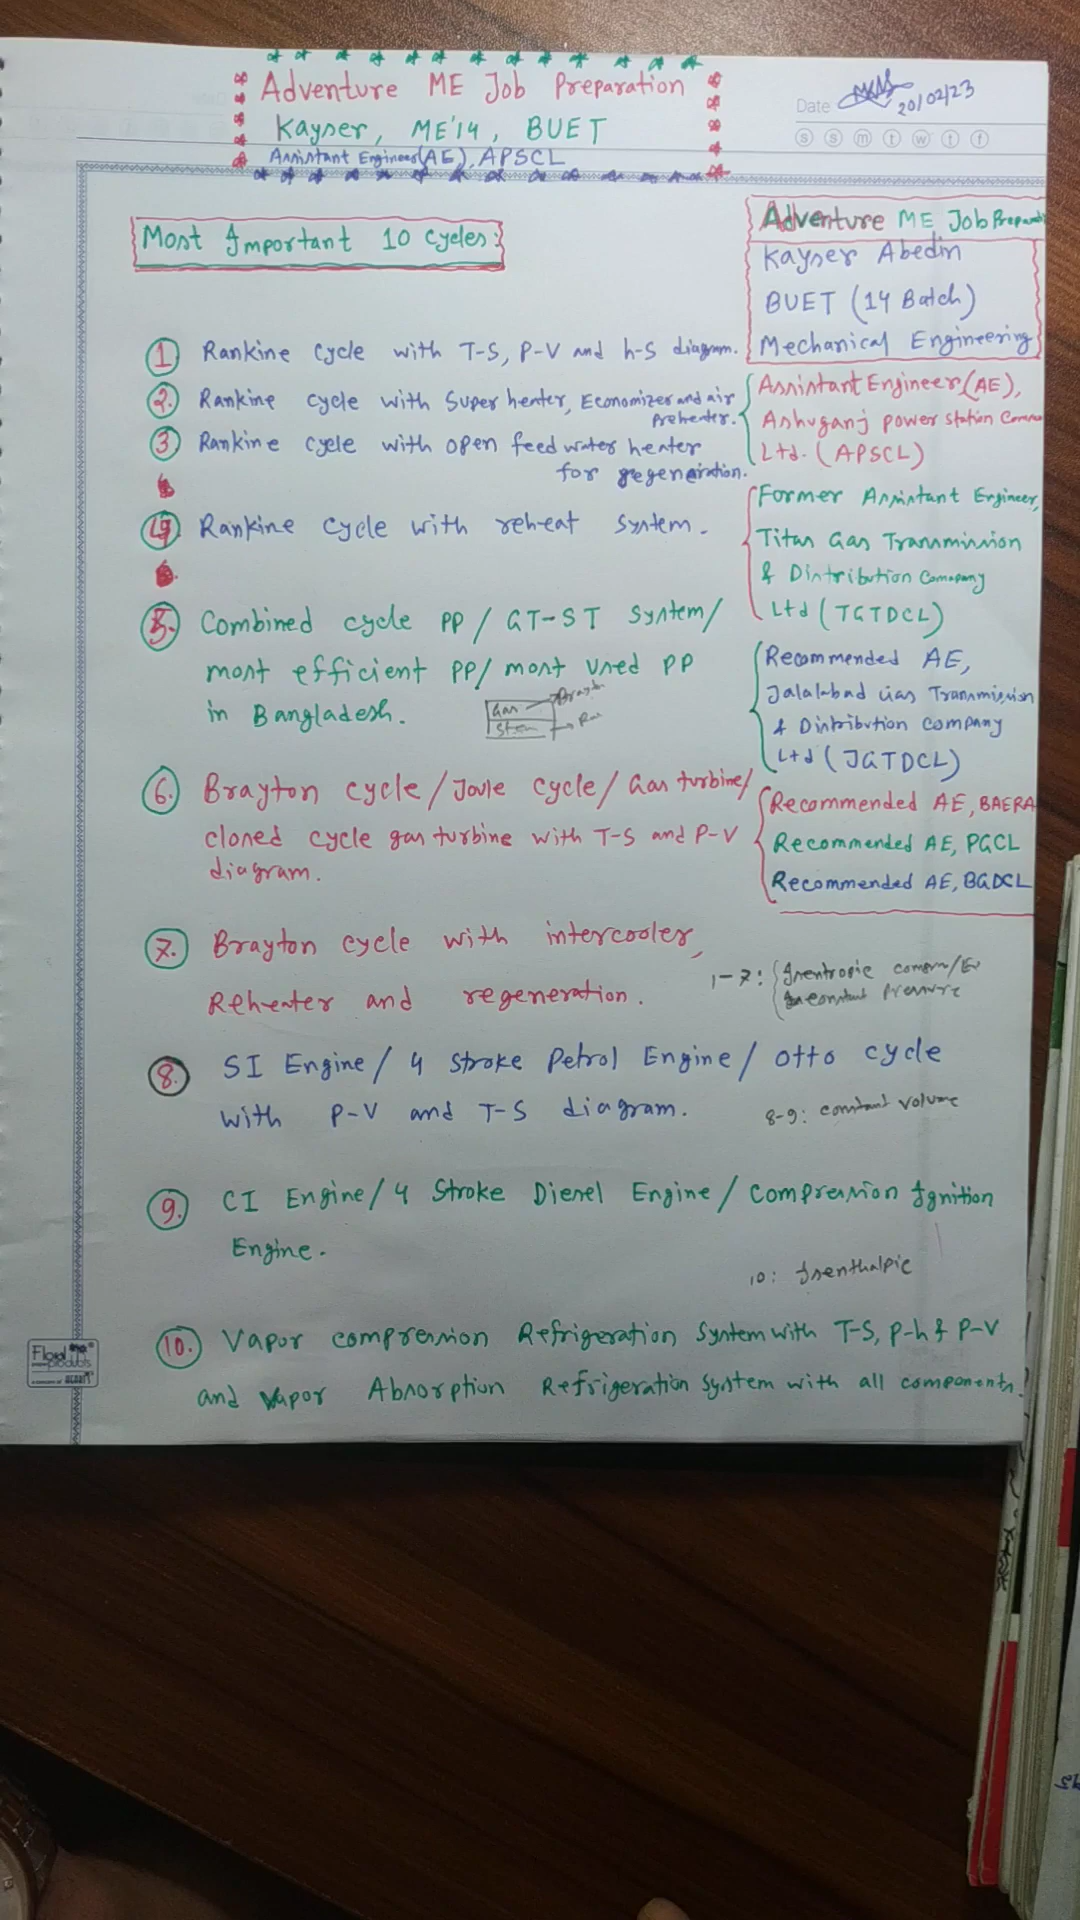 Adventure ME Job Preparation
Kayser, ME'14, BUET
Assistant Engineer(AE), APSCL
Date 20/02/23
s s m t w t f
Most Important 10 cycles:
Adventure ME Job Preparati
Kayser Abedin
BUET (14 Batch)
Mechanical Engineering
Assistant Engineer(AE),
Ashuganj power station Comm
Ltd. (APSCL)
Former Assistant Engineer,
Titas Gas Transmission
& Distribution Comapany
Ltd (TGTDCL)
Recommended AE,
Jalalabad Gas Transmission
& Distribution company
Ltd (JGTDCL)
Recommended AE, BAERA
Recommended AE, PGCL
Recommended AE, BGDCL
1 Rankine cycle with T-S, P-V and h-s diagram.
2. Rankine cycle with Super heater, Economizer and air
Preheater.
3 Rankine cycle with open feed water heater
for regeneration.
4 Rankine cycle with reheat system.
5. Combined cycle PP / GT-ST system/
most efficient PP/ most used PP
in Bangladesh.
Gas
Steam
6. Brayton cycle/Joule cycle/Gas turbine/
closed cycle gas turbine with T-S and P-V
diagram.
7. Brayton cycle with intercooler,
Reheater and regeneration.
1-7: Isentropic
constant Pressure
8. SI Engine/ 4 stroke Petrol Engine/ otto cycle
with P-V and T-S diagram.
8-9: constant volume
9. CI Engine/4 Stroke Diesel Engine/ compression Ignition
Engine.
10: Isenthalpic
10. Vapor compression Refrigeration System with T-S, P-h & P-V
and Vapor Absorption Refrigeration System with all components.